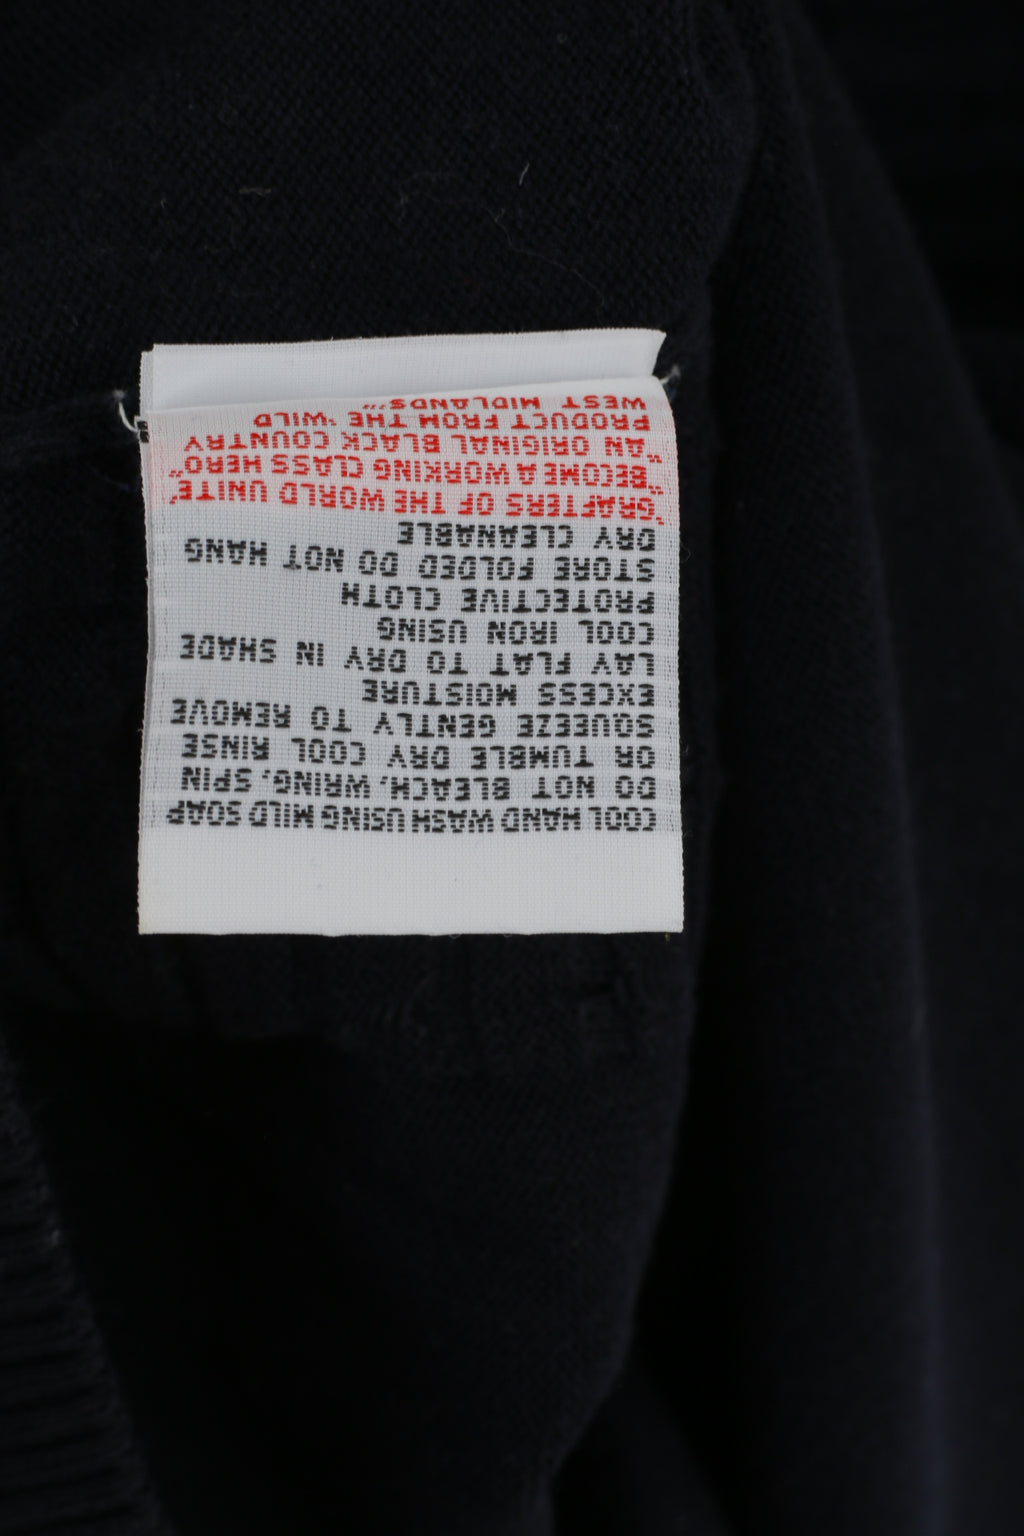 COOL HAND WASH USING MILD SOAP
DO NOT BLEACH, WRING, SPIN
OR TUMBLE DRY COOL RINSE
SQUEEZE GENTLY TO REMOVE
EXCESS MOISTURE
LAY FLAT TO DRY IN SHADE
COOL IRON USING
PROTECTIVE CLOTH
STORE FOLDED DO NOT HANG
DRY CLEANABLE
'GRAFTERS OF THE WORLD UNITE'
"BECOME A WORKING CLASS HERO"
"AN ORIGINAL BLACK COUNTRY
PRODUCT FROM THE 'WILD
WEST MIDLANDS'"